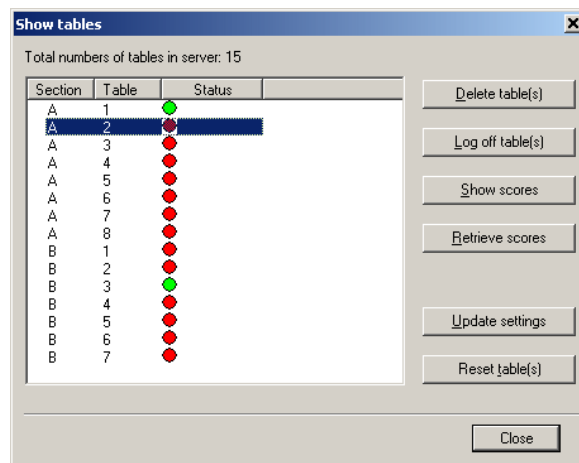 Show tables
Total numbers of tables in server: 15
Section Table Status
A 1
A 2
A 3
A 4
A 5
A 6
A 7
A 8
B 1
B 2
B 3
B 4
B 5
B 6
B 7
Delete table(s)
Log off table(s)
Show scores
Retrieve scores
Update settings
Reset table(s)
Close